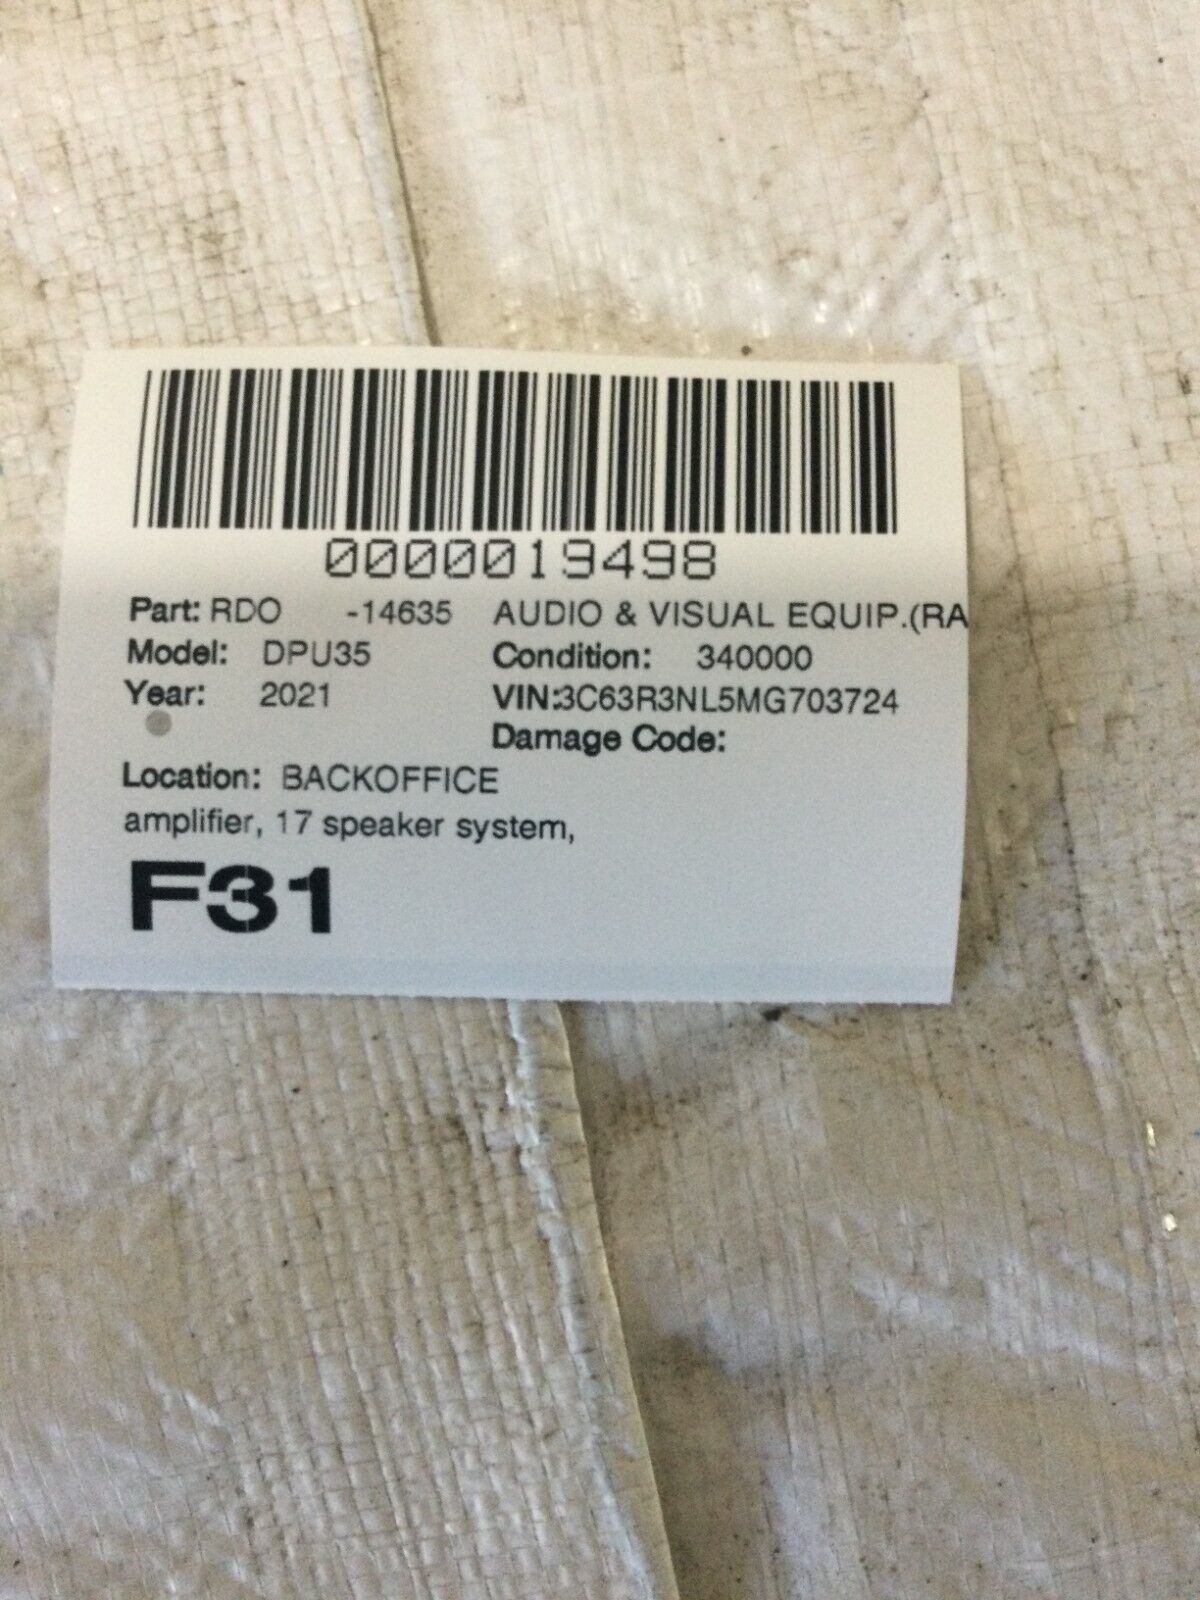 0000019498
Part: RDO -14635 AUDIO & VISUAL EQUIP.(RA
Model: DPU35 Condition: 340000
Year: 2021 VIN:3C63R3NL5MG703724
Damage Code:
Location: BACKOFFICE
amplifier, 17 speaker system,
F31